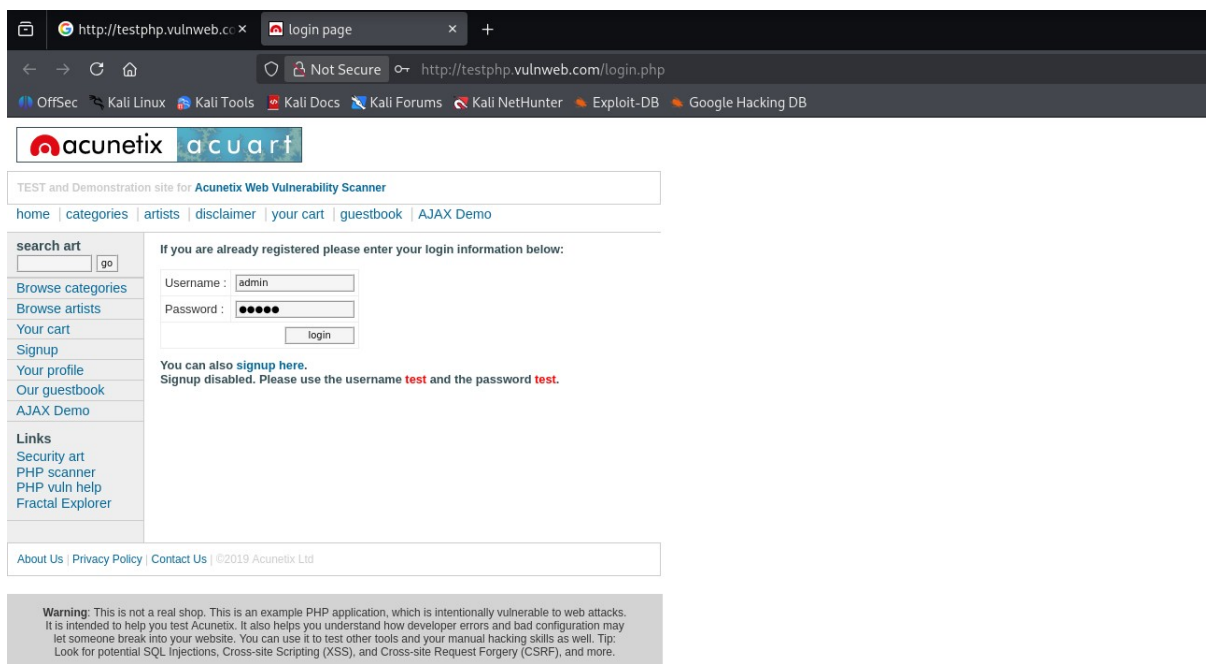 http://testphp.vulnweb.co
login page
Not Secure
http://testphp.vulnweb.com/login.php
OffSec Kali Linux Kali Tools Kali Docs Kali Forums Kali NetHunter Exploit-DB Google Hacking DB
acunetix acuart
TEST and Demonstration site for Acunetix Web Vulnerability Scanner
home | categories | artists | disclaimer | your cart | guestbook | AJAX Demo
search art
go
Browse categories
Browse artists
Your cart
Signup
Your profile
Our guestbook
AJAX Demo
Links
Security art
PHP scanner
PHP vuln help
Fractal Explorer
If you are already registered please enter your login information below:
Username : admin
Password : ●●●●●
login
You can also signup here.
Signup disabled. Please use the username test and the password test.
About Us | Privacy Policy | Contact Us | ©2019 Acunetix Ltd
Warning: This is not a real shop. This is an example PHP application, which is intentionally vulnerable to web attacks.
It is intended to help you test Acunetix. It also helps you understand how developer errors and bad configuration may
let someone break into your website. You can use it to test other tools and your manual hacking skills as well. Tip:
Look for potential SQL Injections, Cross-site Scripting (XSS), and Cross-site Request Forgery (CSRF), and more.